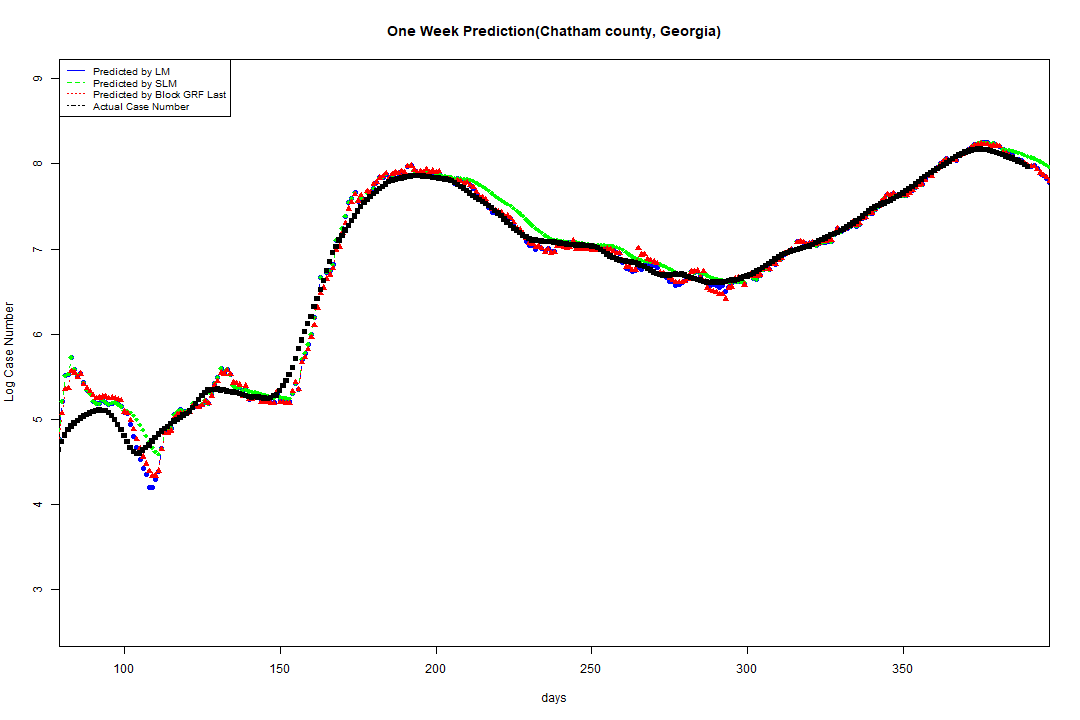 One Week Prediction(Chatham county, Georgia)
Predicted by LM
Predicted by SLM
Predicted by Block GRF Last
Actual Case Number
9
8
7
6
5
4
3
Log Case Number
100 150 200 250 300 350
days